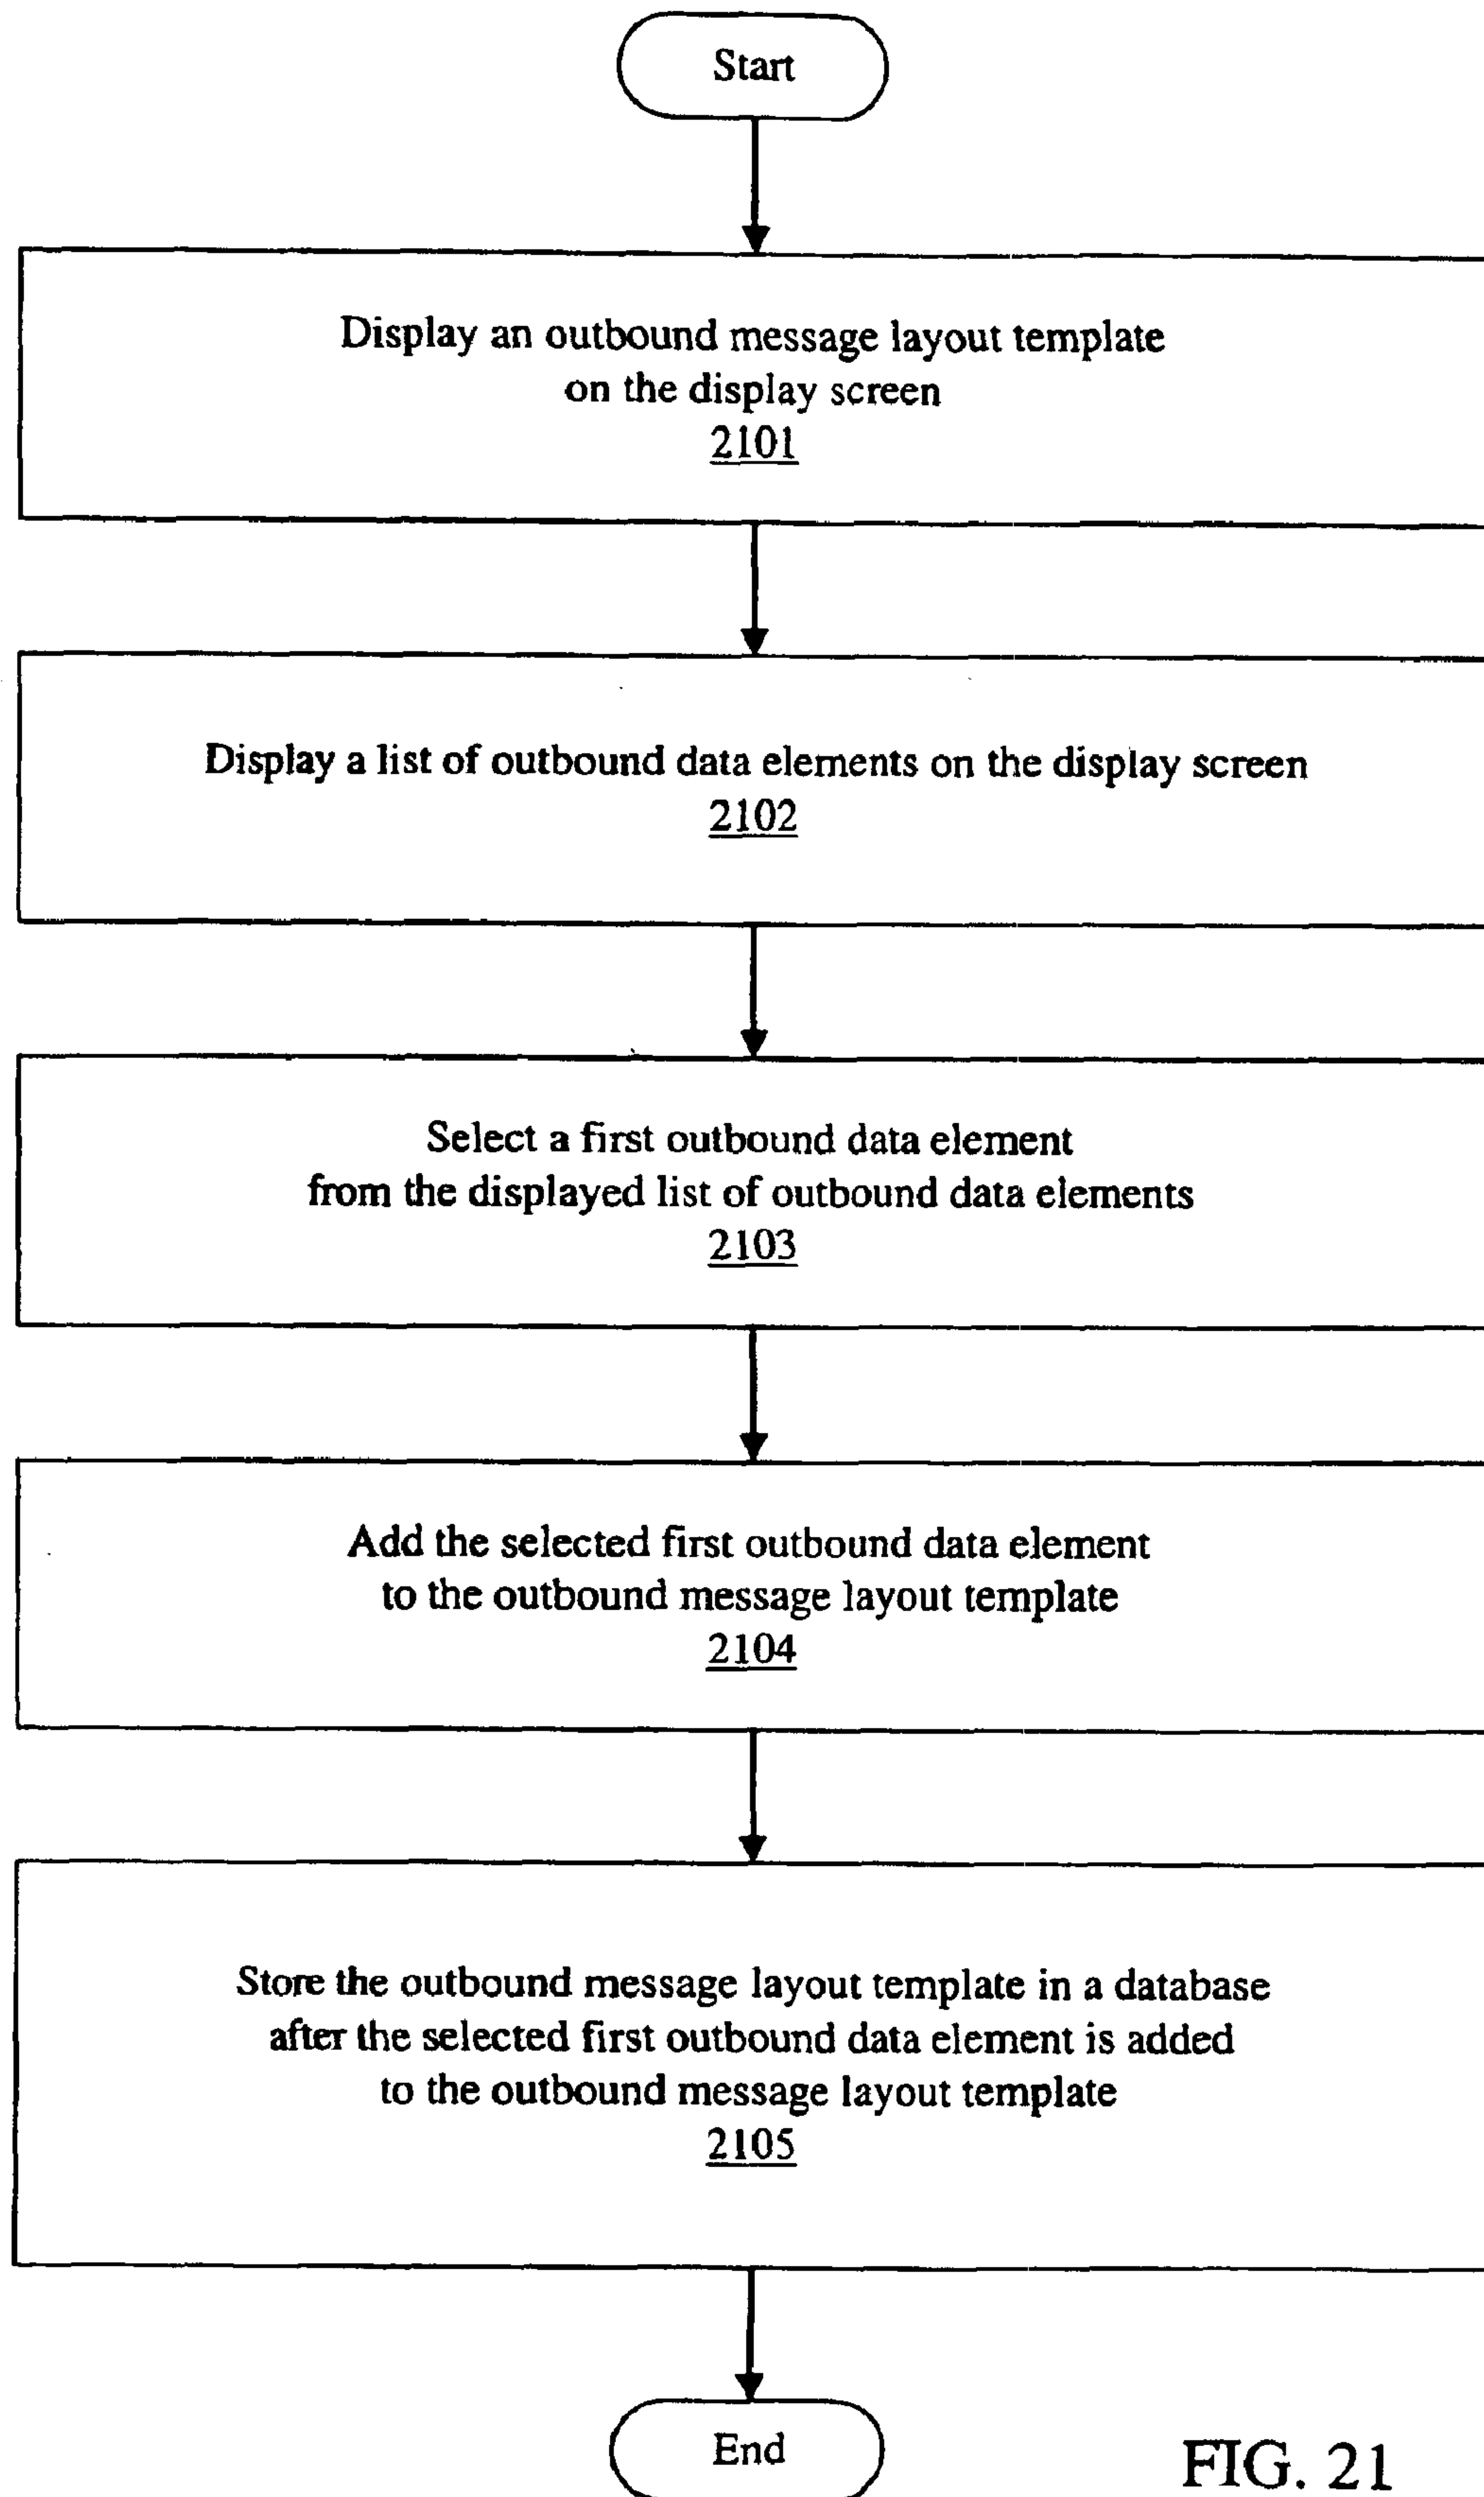 Start
Display an outbound message layout template
on the display screen
2101
Display a list of outbound data elements on the display screen
2102
Select a first outbound data element
from the displayed list of outbound data elements
2103
Add the selected first outbound data element
to the outbound message layout template
2104
Store the outbound message layout template in a database
after the selected first outbound data element is added
to the outbound message layout template
2105
End
FIG. 21